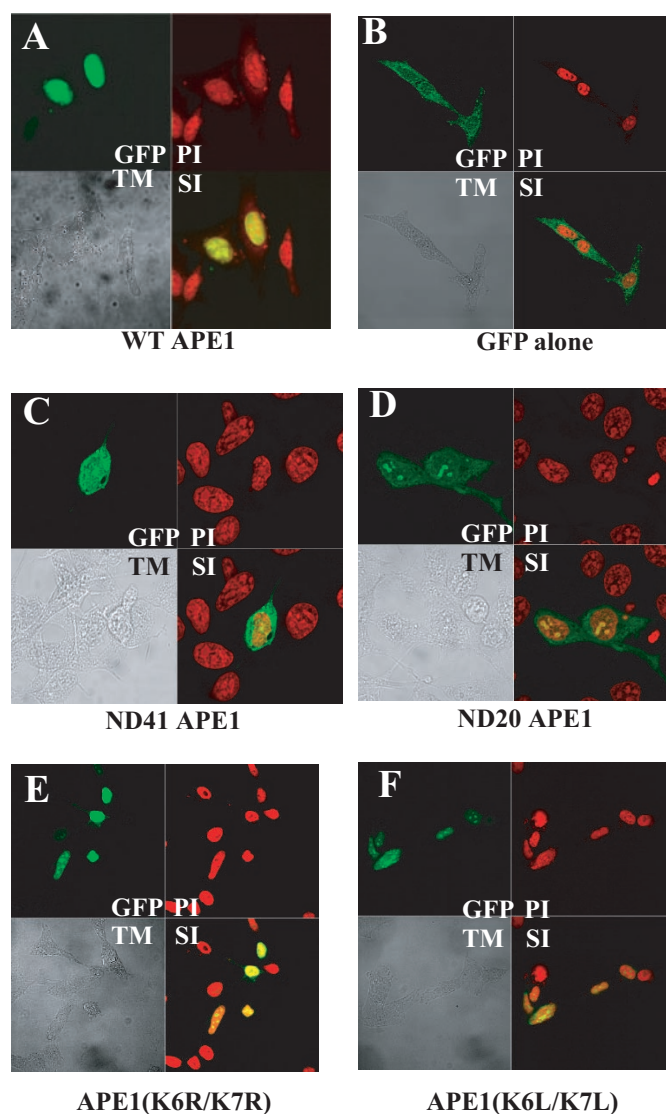 A B
GFP PI GFP PI
TM SI TM SI
WT APE1 GFP alone
C D
GFP PI GFP PI
TM SI TM SI
ND41 APE1 ND20 APE1
E F
GFP PI GFP PI
TM SI TM SI
APE1(K6R/K7R) APE1(K6L/K7L)